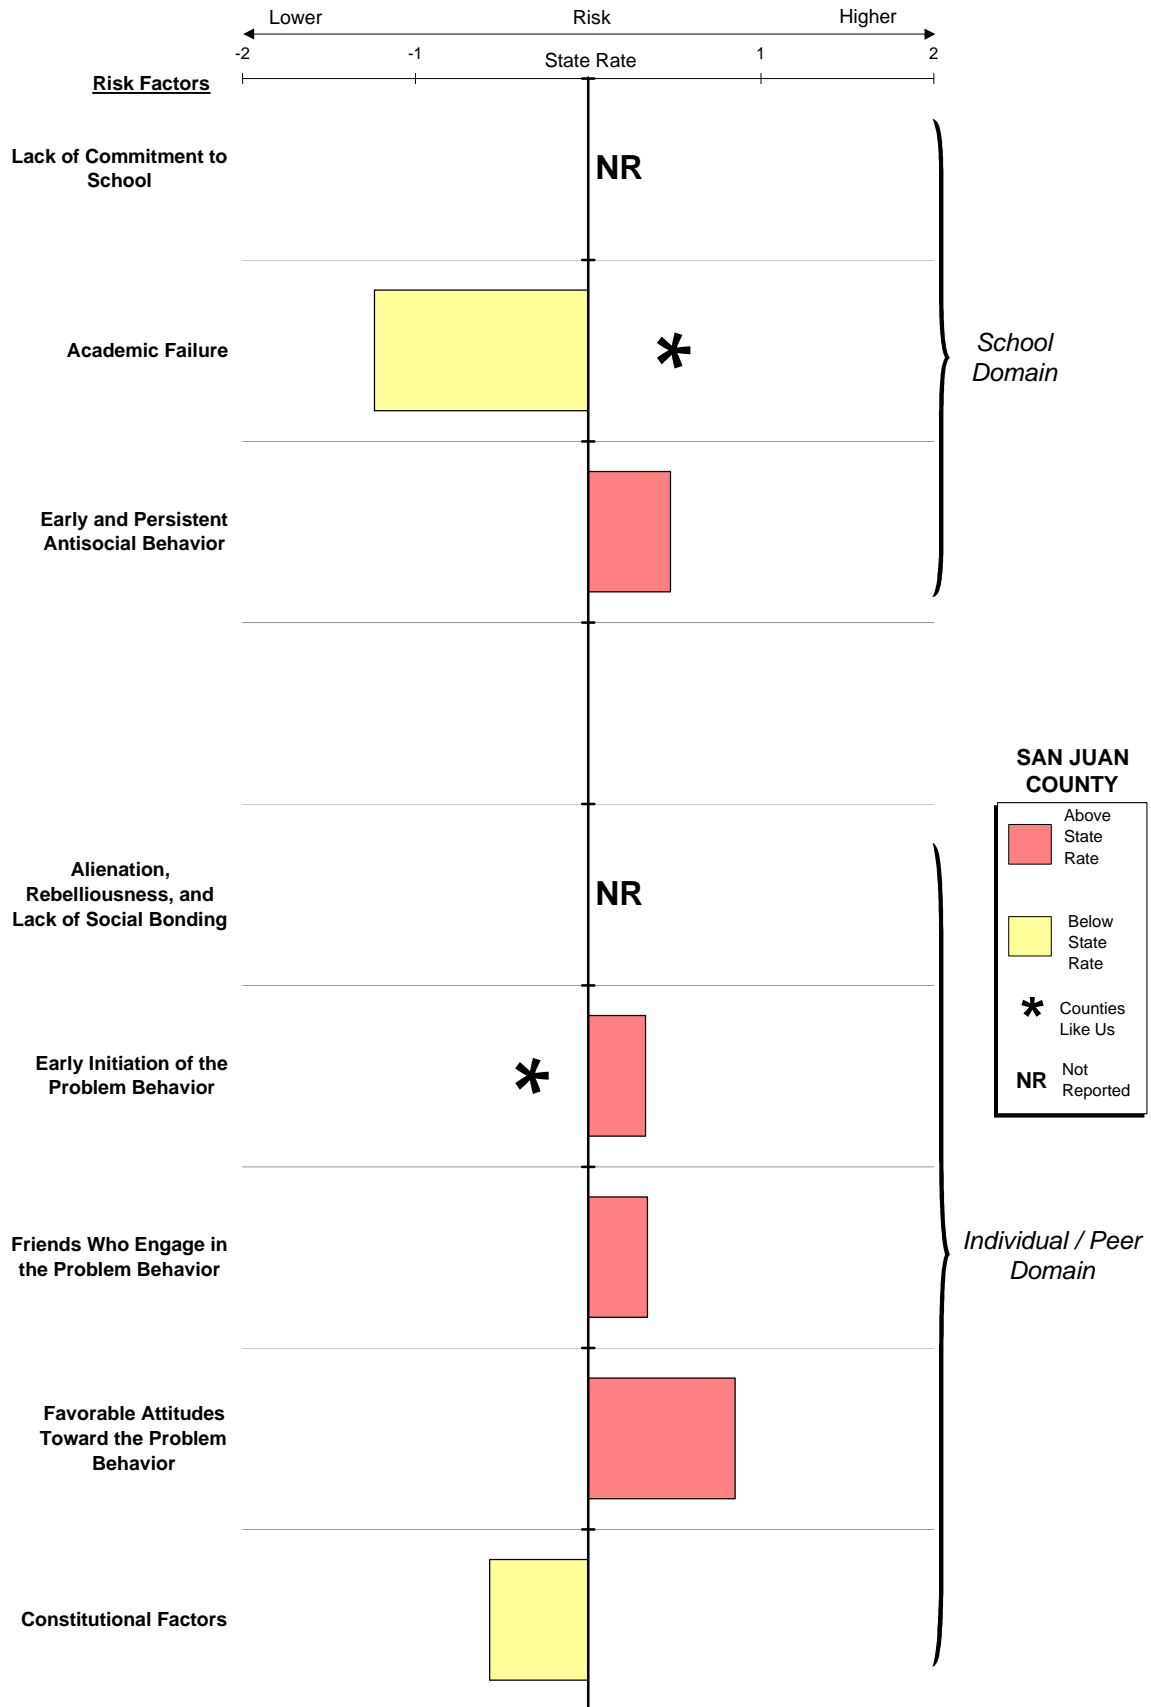 Lower Risk Higher
-2 -1 State Rate 1 2
Risk Factors
Lack of Commitment to
School
NR
Academic Failure
*
School
Domain
Early and Persistent
Antisocial Behavior
SAN JUAN
COUNTY
Above
State
Rate
Below
State
Rate
* Counties
Like Us
NR Not
Reported
Alienation,
Rebelliousness, and
Lack of Social Bonding
NR
Early Initiation of the
Problem Behavior
*
Friends Who Engage in
the Problem Behavior
Individual / Peer
Domain
Favorable Attitudes
Toward the Problem
Behavior
Constitutional Factors